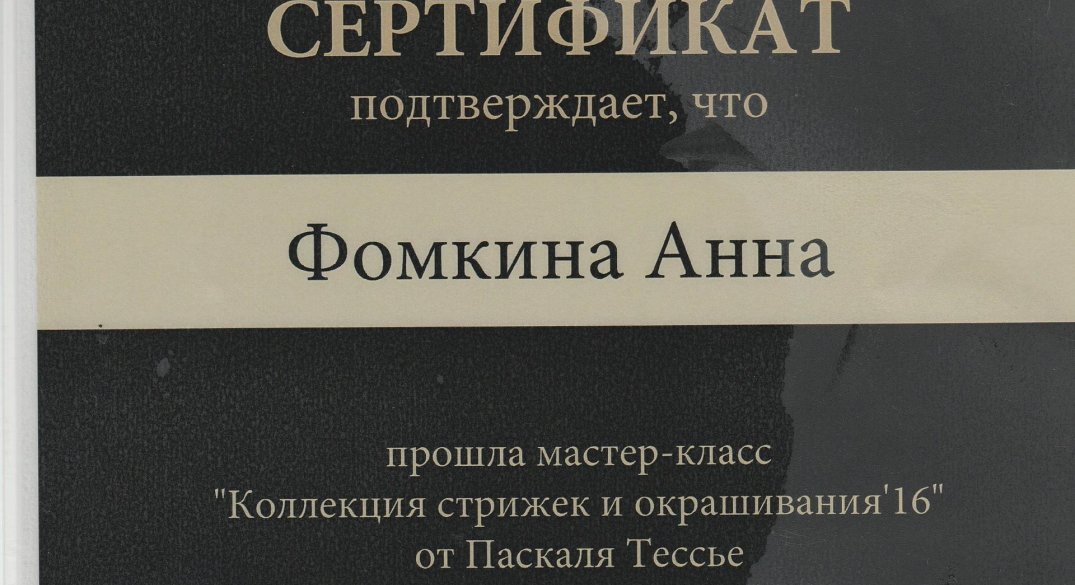 СЕРТИФИКАТ
подтверждает, что
Фомкина Анна
прошла мастер-класс
"Коллекция стрижек и окрашивания'16"
от Паскаля Тессье